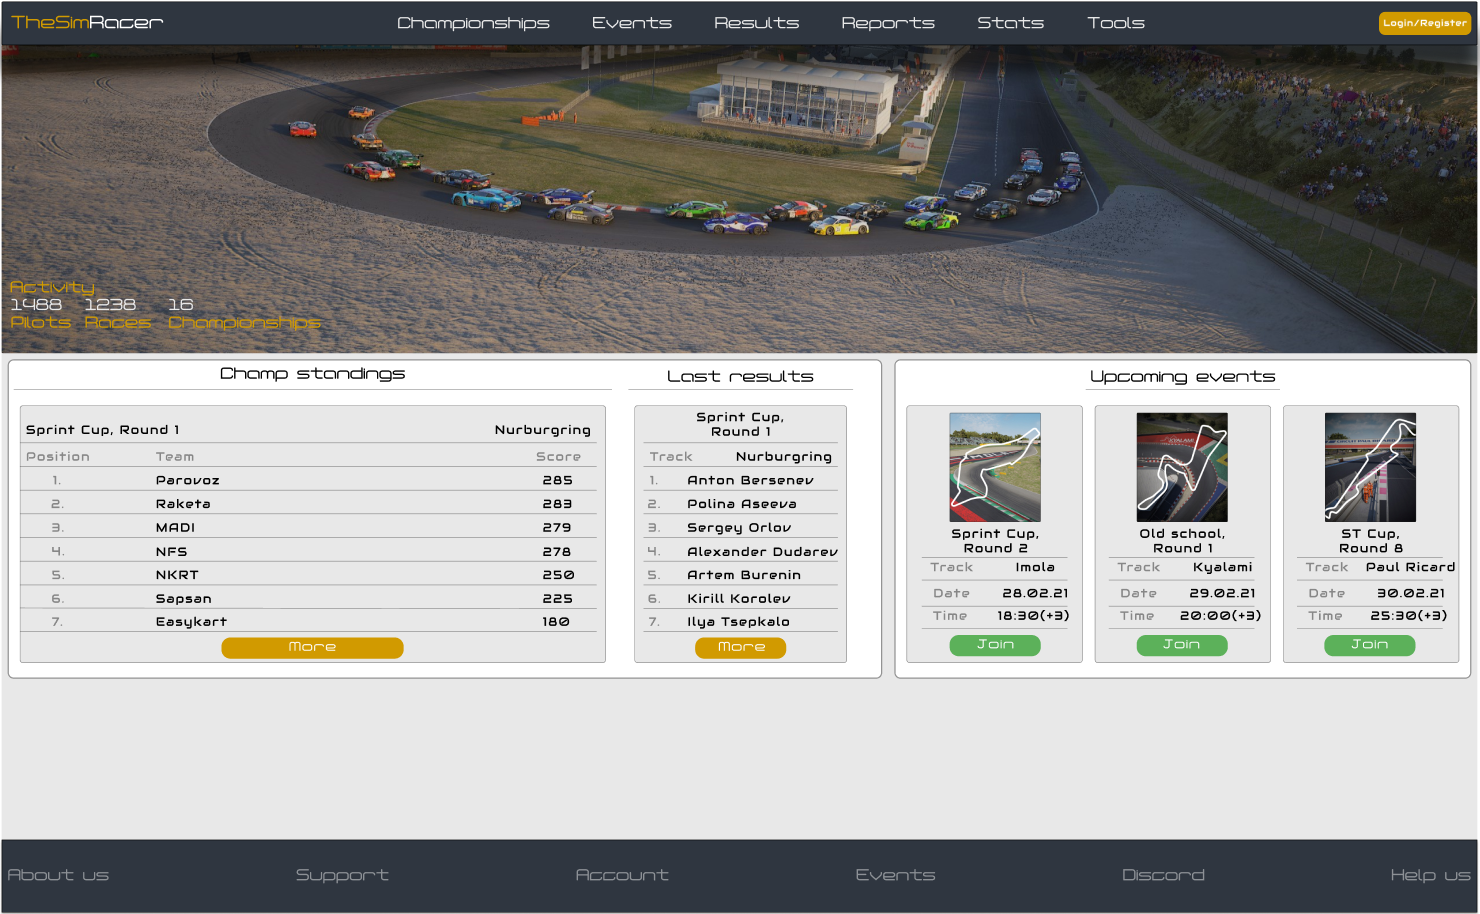 TheSimRacer Championships Events Results Reports Stats Tools Login/Register
Activity
1488 1238 16
Pilots Races Championships
Champ standings
Sprint Cup, Round 1 Nurburgring
Position Team Score
1. Parovoz 285
2. Raketa 283
3. MADI 279
4. NFS 278
5. NKRT 250
6. Sapsan 225
7. Easykart 180
More
Last results
Sprint Cup,
Round 1
Track Nurburgring
1. Anton Bersenev
2. Polina Aseeva
3. Sergey Orlov
4. Alexander Dudarev
5. Artem Burenin
6. Kirill Korolev
7. Ilya Tsepkalo
More
Upcoming events
Sprint Cup,
Round 2
Track Imola
Date 28.02.21
Time 18:30(+3)
Join
Old school,
Round 1
Track Kyalami
Date 29.02.21
Time 20:00(+3)
Join
ST Cup,
Round 8
Track Paul Ricard
Date 30.02.21
Time 25:30(+3)
Join
About us Support Account Events Discord Help us